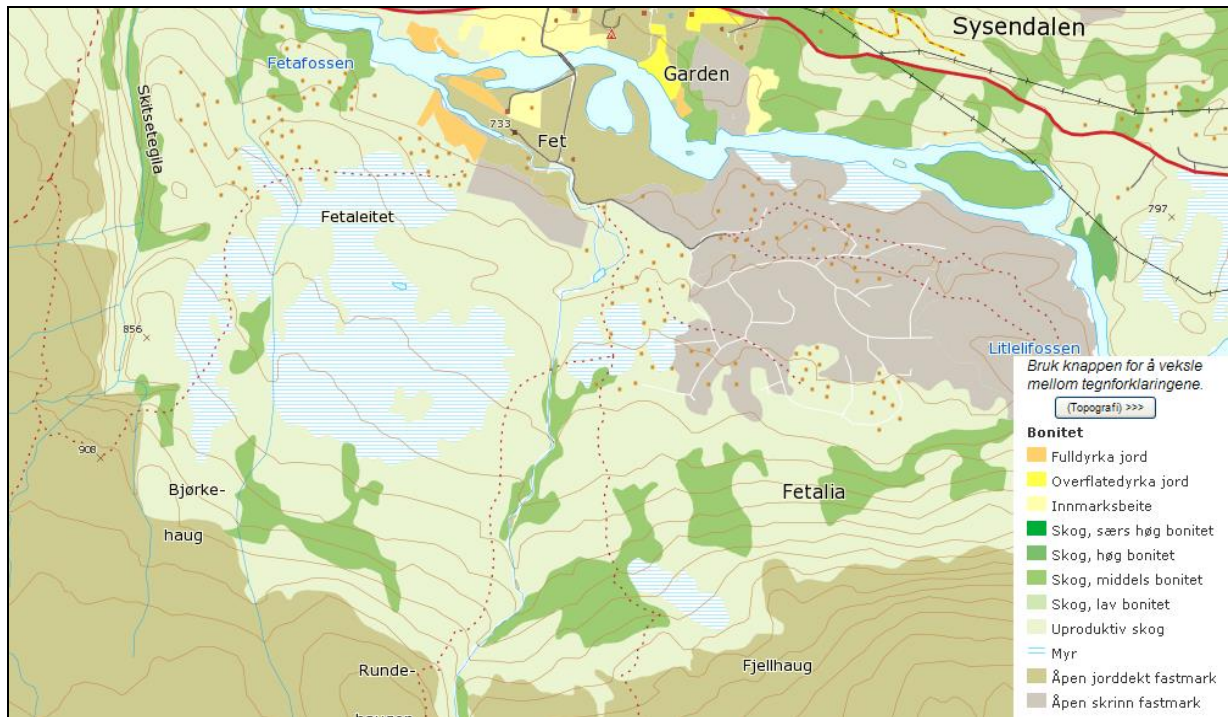 Sysendalen
Fetafossen
Garden
Skitsetegila
733
Fet
Fetaleitet
797
856
Litlelifossen
Bruk knappen for å veksle
mellom tegnforklaringene.
(Topografi) >>>
Bonitet
Fulldyrka jord
Overflatedyrka jord
Innmarksbeite
Skog, særs høg bonitet
Skog, høg bonitet
Skog, middels bonitet
Skog, lav bonitet
Uproduktiv skog
Myr
Åpen jorddekt fastmark
Åpen skrinn fastmark
908
Bjørke-
haug
Fetalia
Runde-
haugen
Fjellhaug